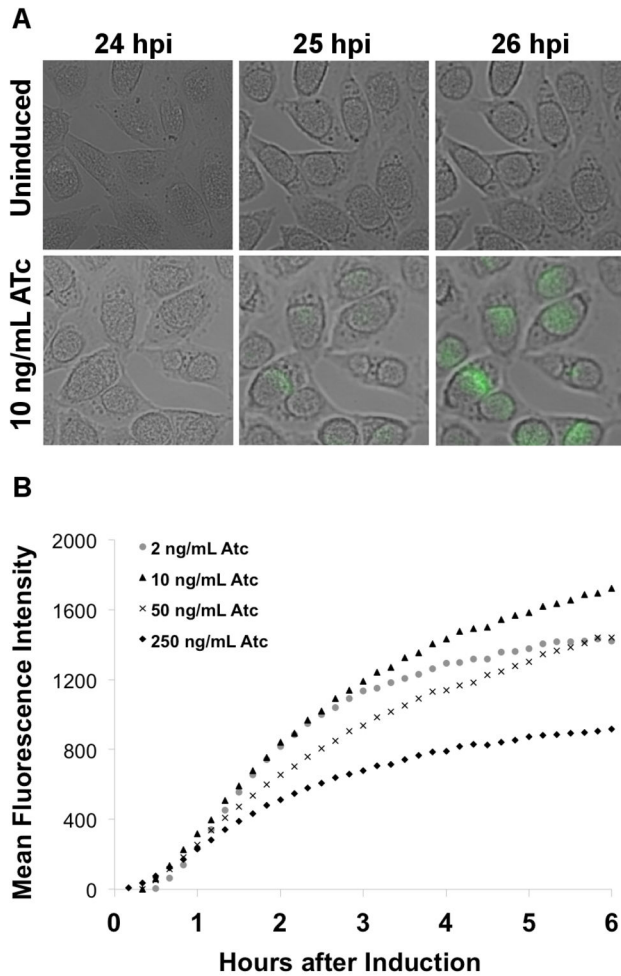 A
24 hpi 25 hpi 26 hpi
Uninduced
10 ng/mL ATc
B
Mean Fluorescence Intensity
2000
1600
1200
800
400
0
2 ng/mL Atc
10 ng/mL Atc
50 ng/mL Atc
250 ng/mL Atc
0 1 2 3 4 5 6
Hours after Induction